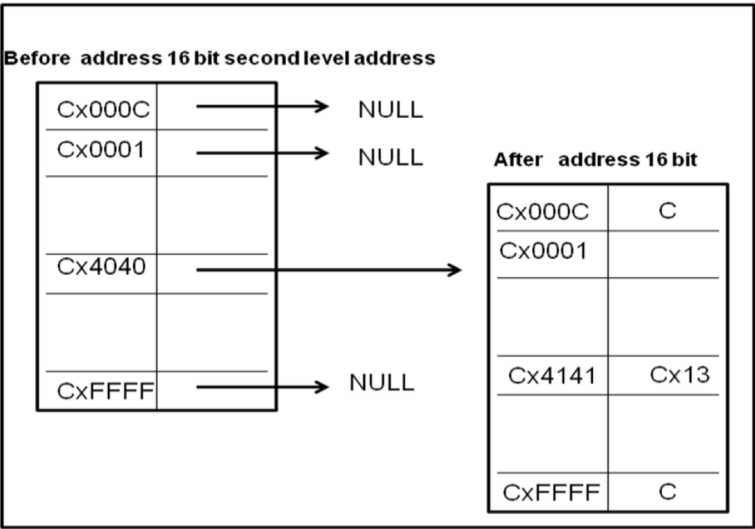 Before address 16 bit second level address
Cx000C NULL
Cx0001 NULL
Cx4040
CxFFFF NULL
After address 16 bit
Cx000C C
Cx0001
Cx4141 Cx13
CxFFFF C